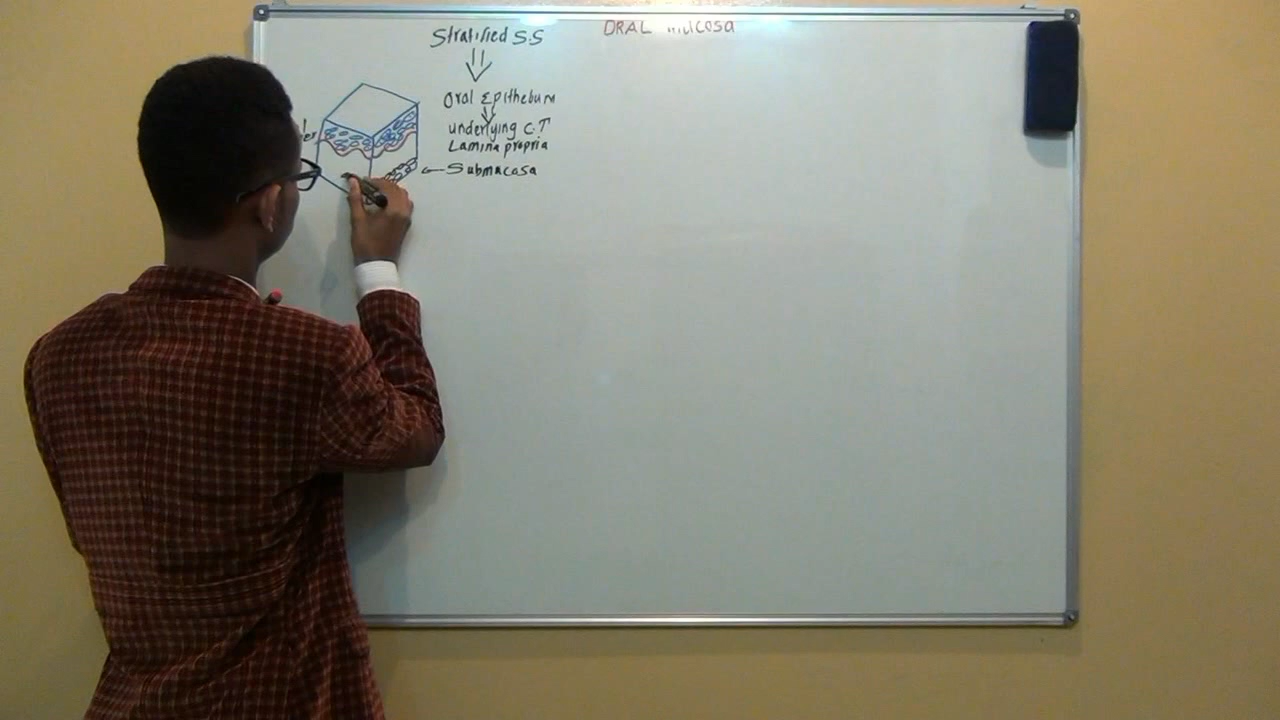 ORAL mucosa
Stratified S.S
Oral Epithelium
underlying C.T
Lamina propria
Submucosa